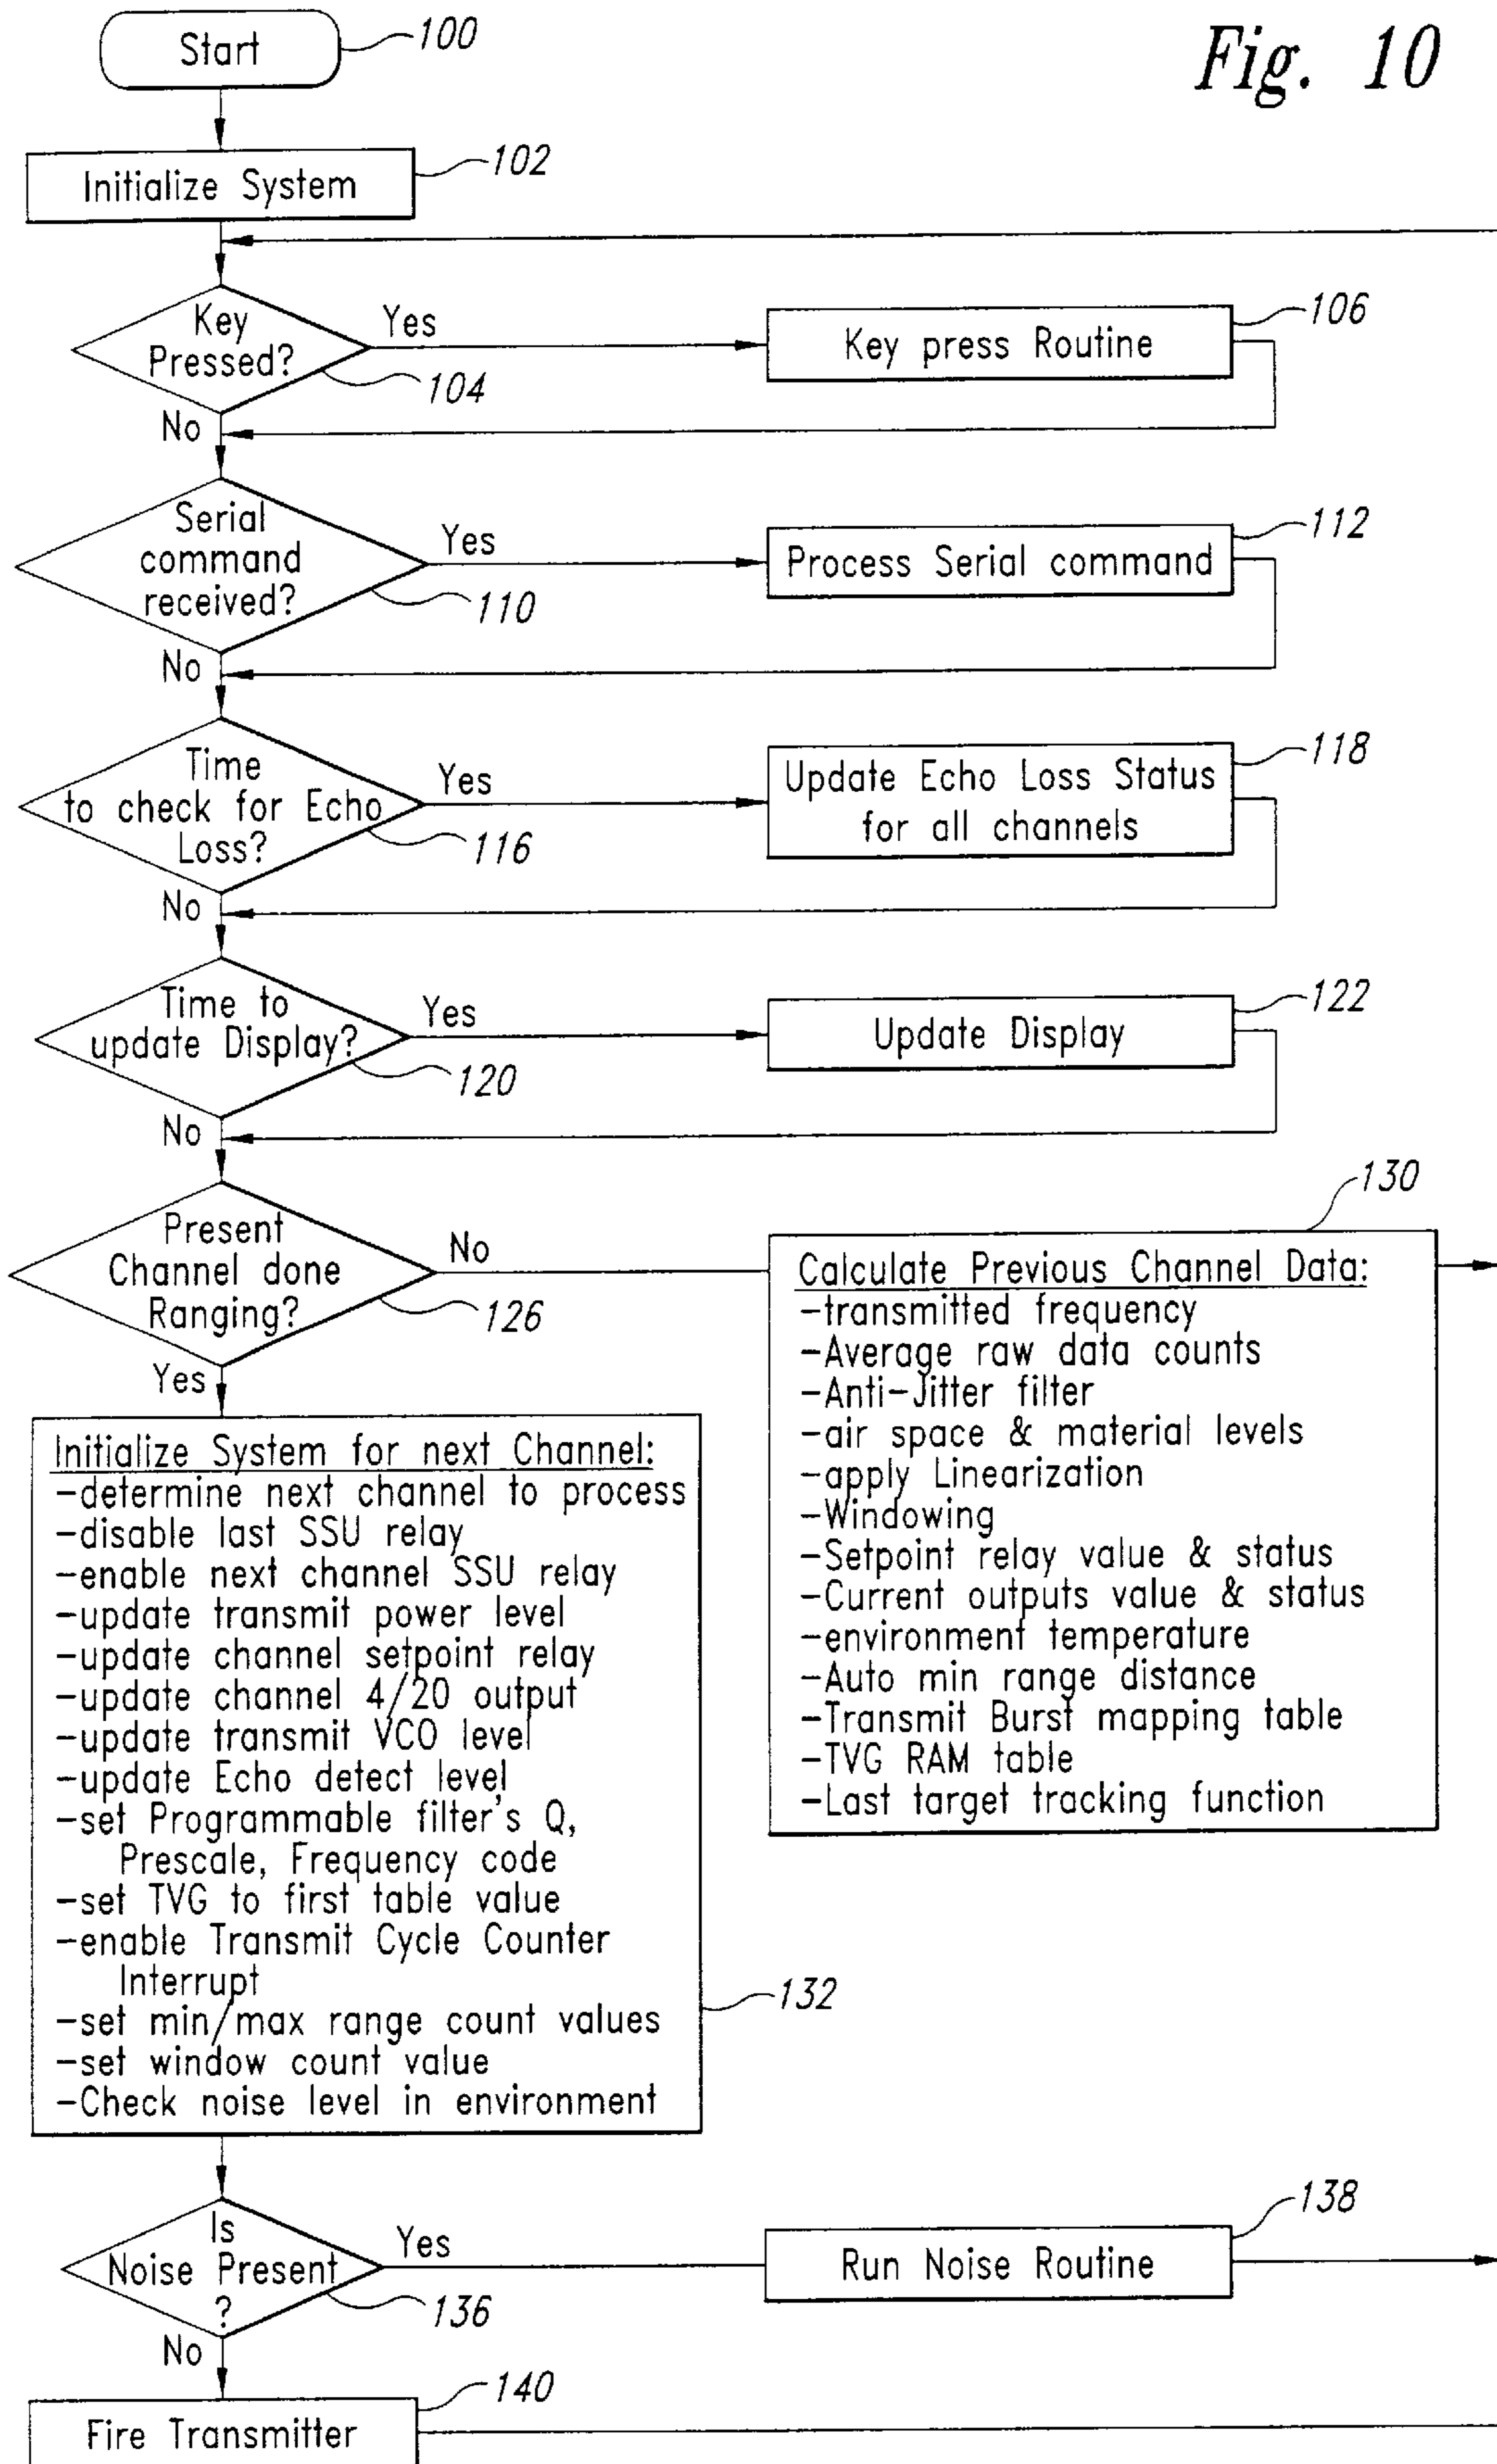 Fig. 10
Start
100
Initialize System
102
Key
Pressed?
Yes
104
No
Key press Routine
106
Serial
command
received?
Yes
110
No
Process Serial command
112
Time
to check for Echo
Loss?
Yes
116
No
Update Echo Loss Status
for all channels
118
Time to
update Display?
Yes
120
No
Update Display
122
Present
Channel done
Ranging?
No
126
Yes
130
Calculate Previous Channel Data:
-transmitted frequency
-Average raw data counts
-Anti-Jitter filter
-air space & material levels
-apply Linearization
-Windowing
-Setpoint relay value & status
-Current outputs value & status
-environment temperature
-Auto min range distance
-Transmit Burst mapping table
-TVG RAM table
-Last target tracking function
Initialize System for next Channel:
-determine next channel to process
-disable last SSU relay
-enable next channel SSU relay
-update transmit power level
-update channel setpoint relay
-update channel 4/20 output
-update transmit VCO level
-update Echo detect level
-set Programmable filter's Q,
Prescale, Frequency code
-set TVG to first table value
-enable Transmit Cycle Counter
Interrupt
-set min/max range count values
-set window count value
-Check noise level in environment
132
Is
Noise Present
?
Yes
136
No
Run Noise Routine
138
Fire Transmitter
140